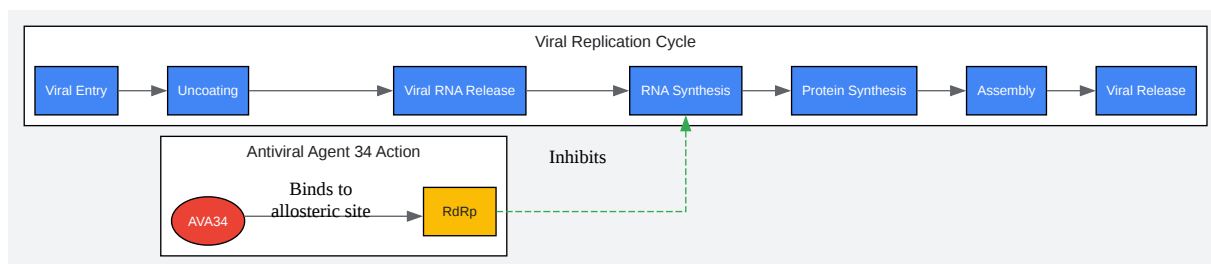 Viral Replication Cycle
Viral Entry
Uncoating
Viral RNA Release
RNA Synthesis
Protein Synthesis
Assembly
Viral Release
Antiviral Agent 34 Action
Inhibits
Binds to
allosteric site
AVA34
RdRp